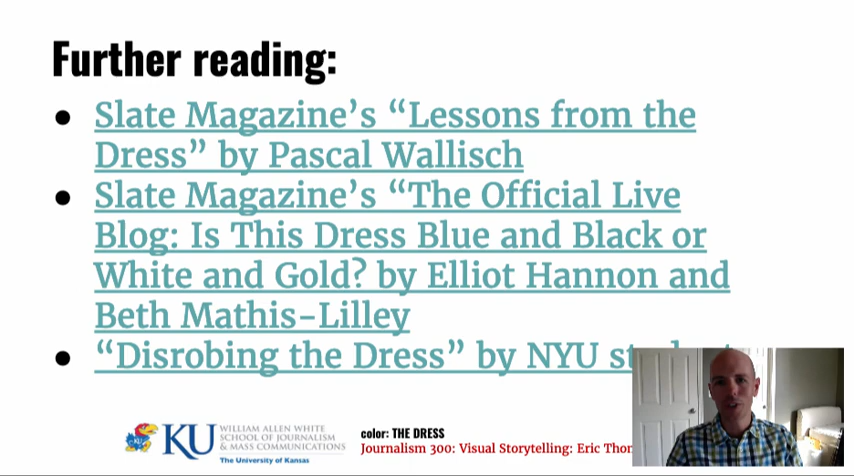 Further reading:
● Slate Magazine’s “Lessons from the
Dress” by Pascal Wallisch
● Slate Magazine’s “The Official Live
Blog: Is This Dress Blue and Black or
White and Gold? by Elliot Hannon and
Beth Mathis-Lilley
● “Disrobing the Dress” by NYU
KU
WILLIAM ALLEN WHITE
SCHOOL OF JOURNALISM
& MASS COMMUNICATIONS
The University of Kansas
color: THE DRESS
Journalism 300: Visual Storytelling: Eric